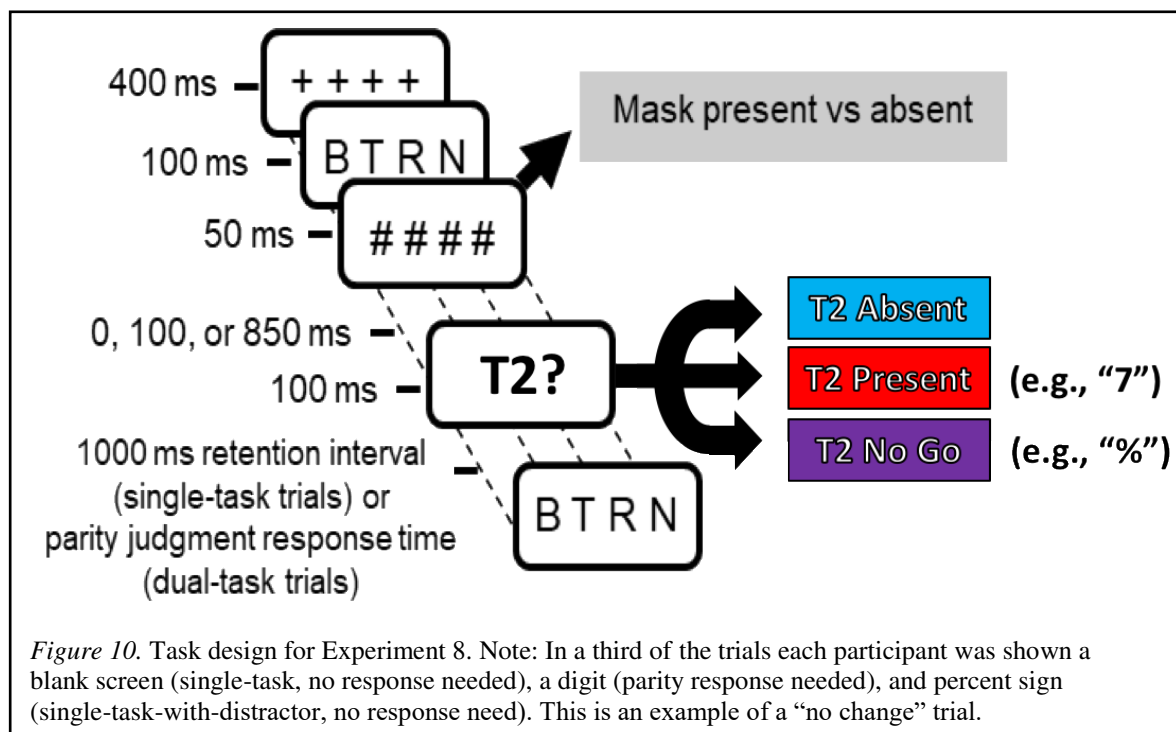 400 ms
+ + + +
Mask present vs absent
100 ms
B T R N
50 ms
# # # #
0, 100, or 850 ms
T2 Absent
100 ms
T2?
T2 Present (e.g., “7”)
T2 No Go (e.g., “%”)
1000 ms retention interval
(single-task trials) or
parity judgment response time
(dual-task trials)
B T R N
Figure 10. Task design for Experiment 8. Note: In a third of the trials each participant was shown a
blank screen (single-task, no response needed), a digit (parity response needed), and percent sign
(single-task-with-distractor, no response need). This is an example of a “no change” trial.